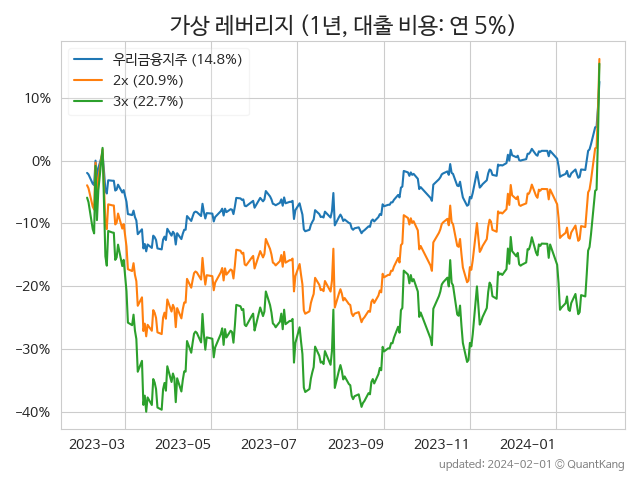 가상 레버리지 (1년, 대출 비용: 연 5%)
우리금융지주 (14.8%)
2x (20.9%)
3x (22.7%)
10%
0%
−10%
−20%
−30%
−40%
2023-03 2023-05 2023-07 2023-09 2023-11 2024-01
updated: 2024-02-01 © QuantKang